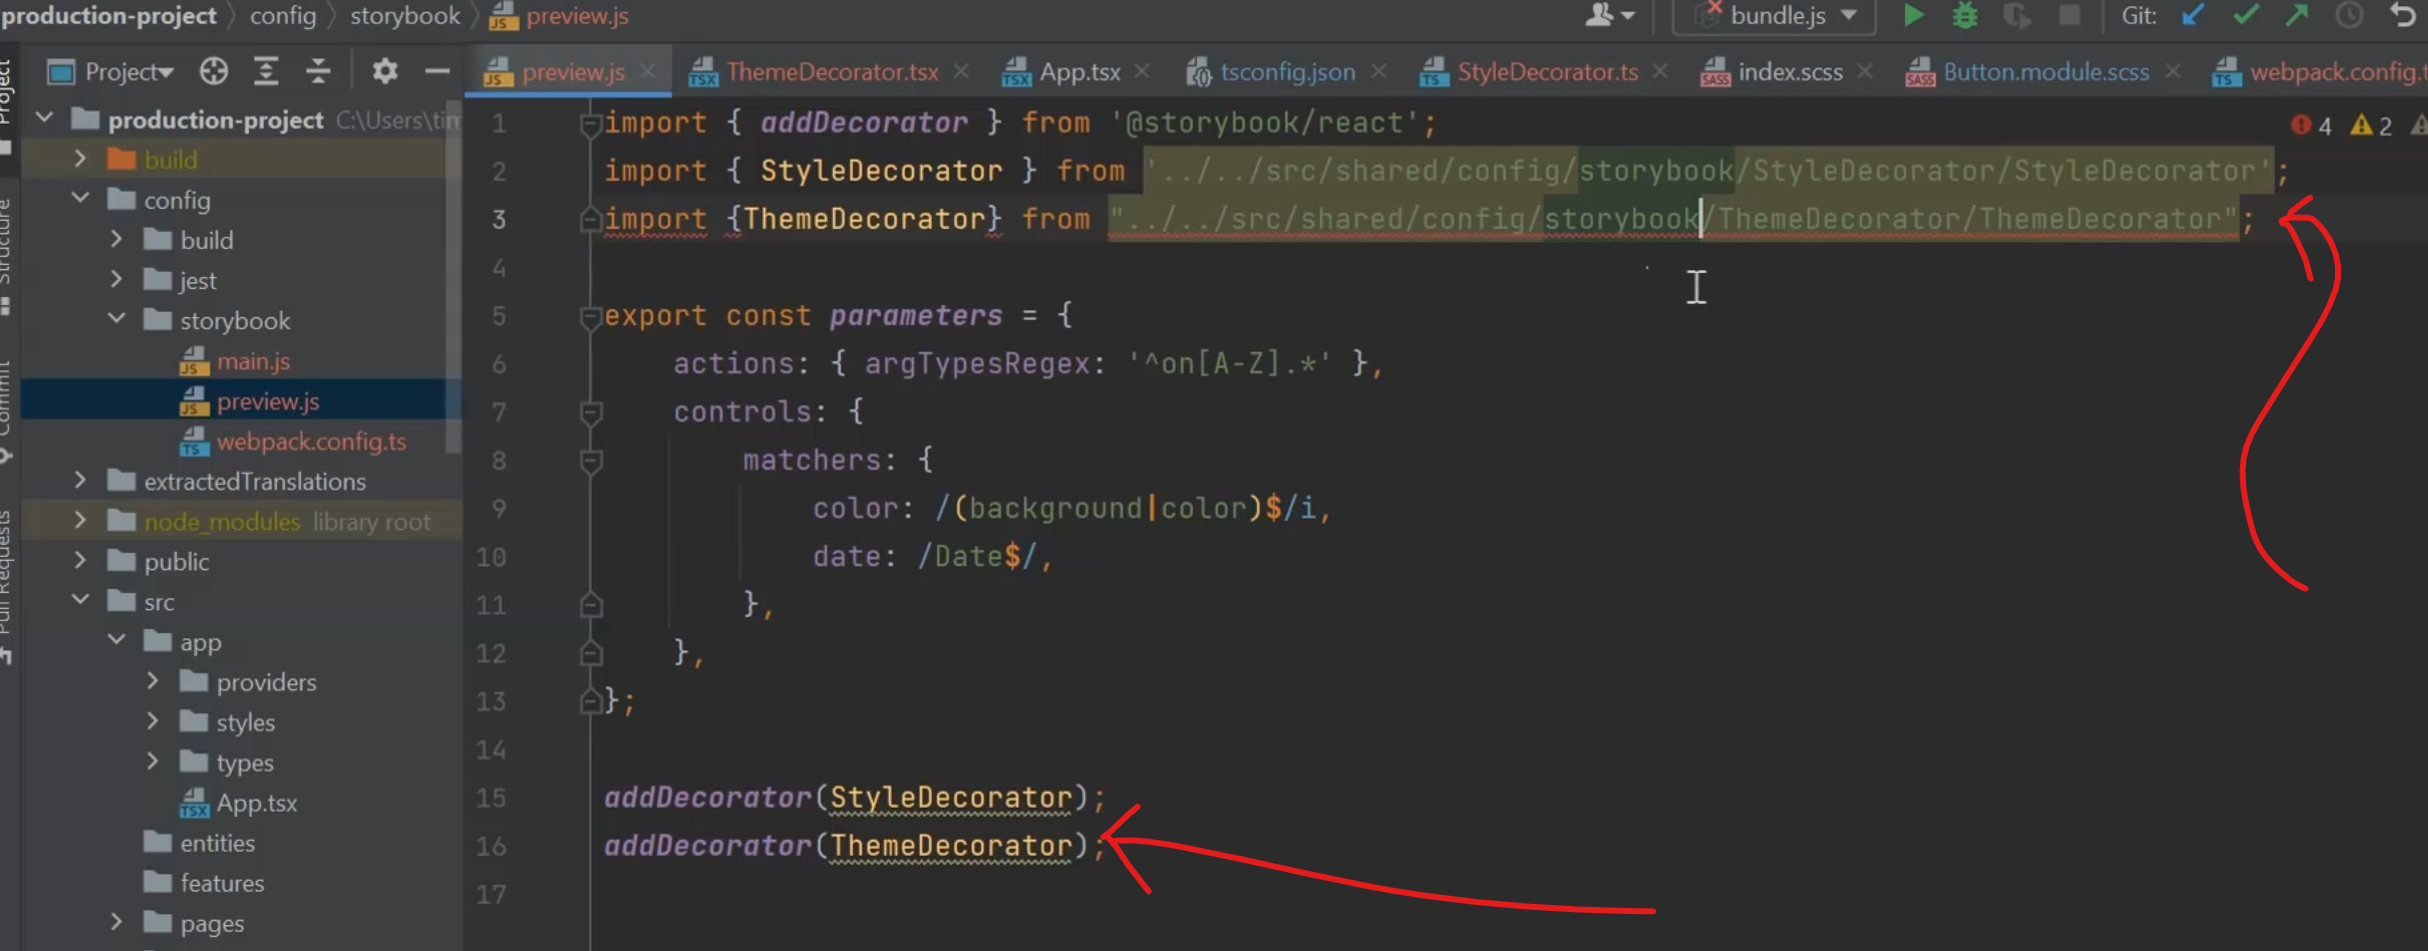 production-project config storybook preview.js bundle.js Git:
Project preview.js ThemeDecorator.tsx App.tsx tsconfig.json StyleDecorator.ts index.scss Button.module.scss webpack.config.t
production-project C:\Users\tim
build
config
build
jest
storybook
main.js
preview.js
webpack.config.ts
extractedTranslations
node_modules library root
public
src
app
providers
styles
types
App.tsx
entities
features
pages
Project
Structure
Commit
Pull Requests
4 2
1 import { addDecorator } from '@storybook/react';
2 import { StyleDecorator } from '../../src/shared/config/storybook/StyleDecorator/StyleDecorator';
3 import {ThemeDecorator} from "../../src/shared/config/storybook/ThemeDecorator/ThemeDecorator";
4
5 export const parameters = {
6 actions: { argTypesRegex: '^on[A-Z].*' },
7 controls: {
8 matchers: {
9 color: /(background|color)$/i,
10 date: /Date$/,
11 },
12 },
13 };
14
15 addDecorator(StyleDecorator);
16 addDecorator(ThemeDecorator);
17